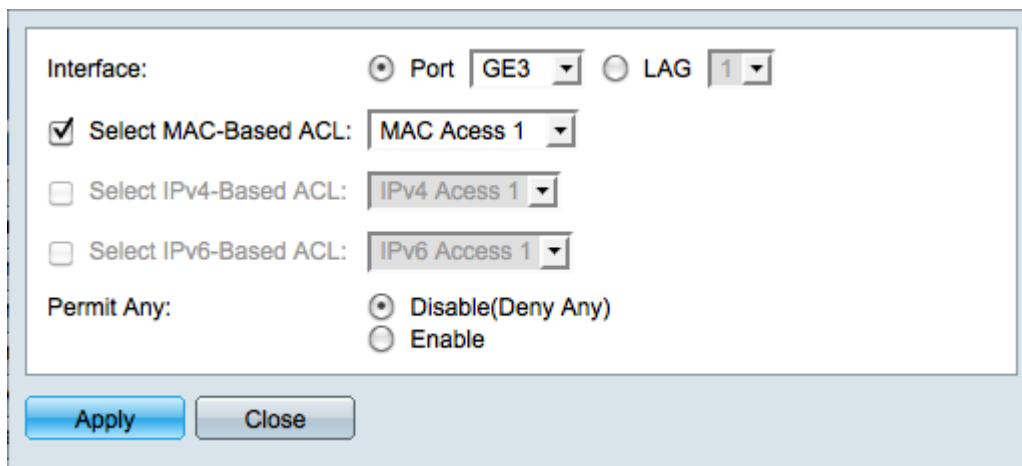 Interface: Port GE3 LAG 1
Select MAC-Based ACL: MAC Acess 1
Select IPv4-Based ACL: IPv4 Acess 1
Select IPv6-Based ACL: IPv6 Access 1
Permit Any: Disable(Deny Any)
Enable
Apply Close